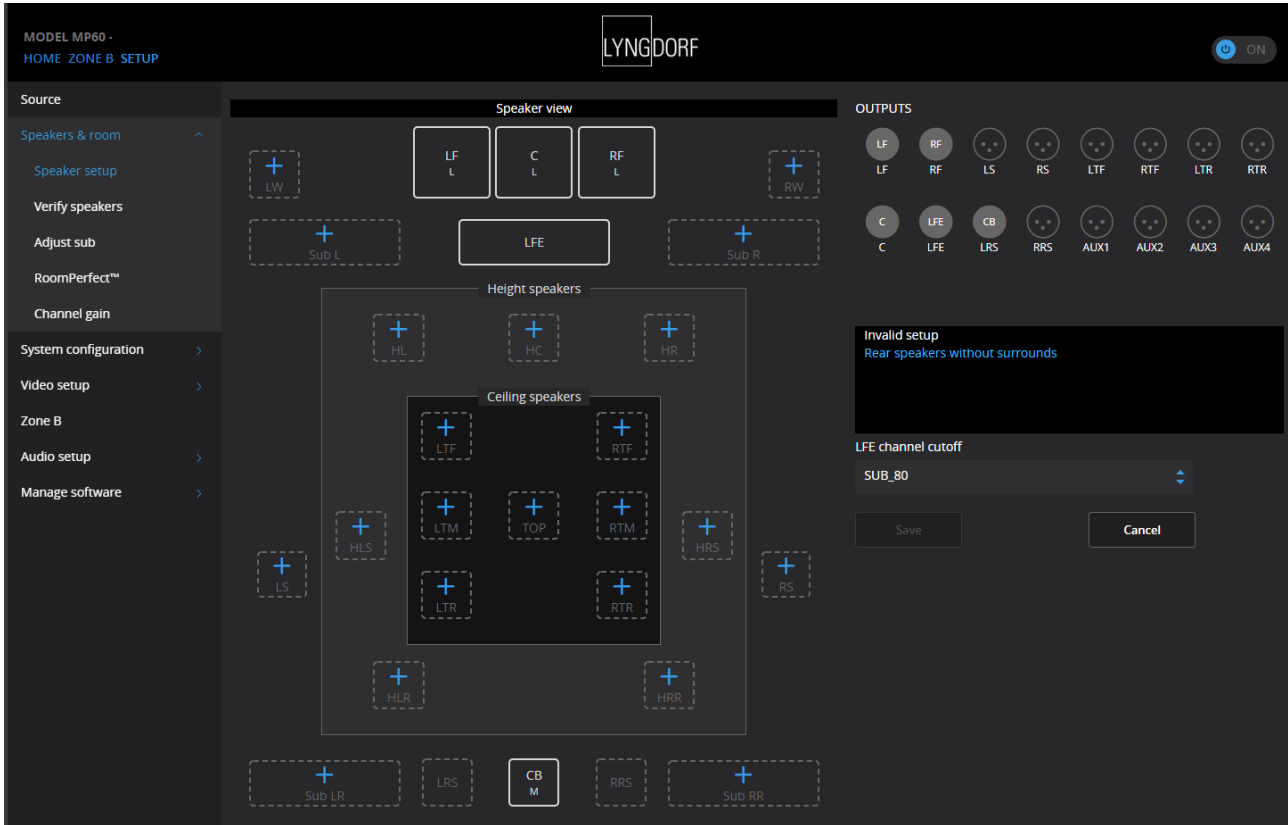 MODEL MP60 -
HOME ZONE B SETUP
LYNGDORF
ON
Source
Speakers & room
Speaker setup
Verify speakers
Adjust sub
RoomPerfect™
Channel gain
System configuration
Video setup
Zone B
Audio setup
Manage software
Speaker view
LW
LF
L
C
L
RF
L
RW
Sub L
LFE
Sub R
Height speakers
HL
HC
HR
Ceiling speakers
LTF
RTF
LTM
TOP
RTM
HLS
HRS
LS
RS
LTR
RTR
HLR
HRR
Sub LR
LRS
CB
M
RRS
Sub RR
OUTPUTS
LF RF
LF RF LS RS LTF RTF LTR RTR
C LFE CB
C LFE LRS RRS AUX1 AUX2 AUX3 AUX4
Invalid setup
Rear speakers without surrounds
LFE channel cutoff
SUB_80
Save Cancel